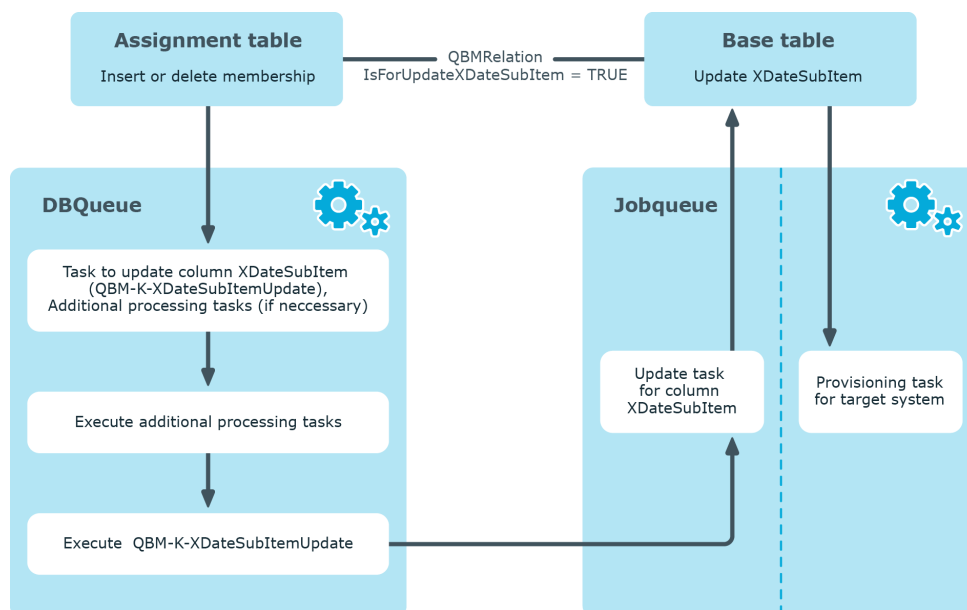 Assignment table
Insert or delete membership
QBMRelation
IsForUpdateXDateSubItem = TRUE
Base table
Update XDateSubItem
DBQueue
Task to update column XDateSubItem
(QBM-K-XDateSubItemUpdate),
Additional processing tasks (if neccessary)
Execute additional processing tasks
Execute QBM-K-XDateSubItemUpdate
Jobqueue
Update task
for column
XDateSubItem
Provisioning task
for target system